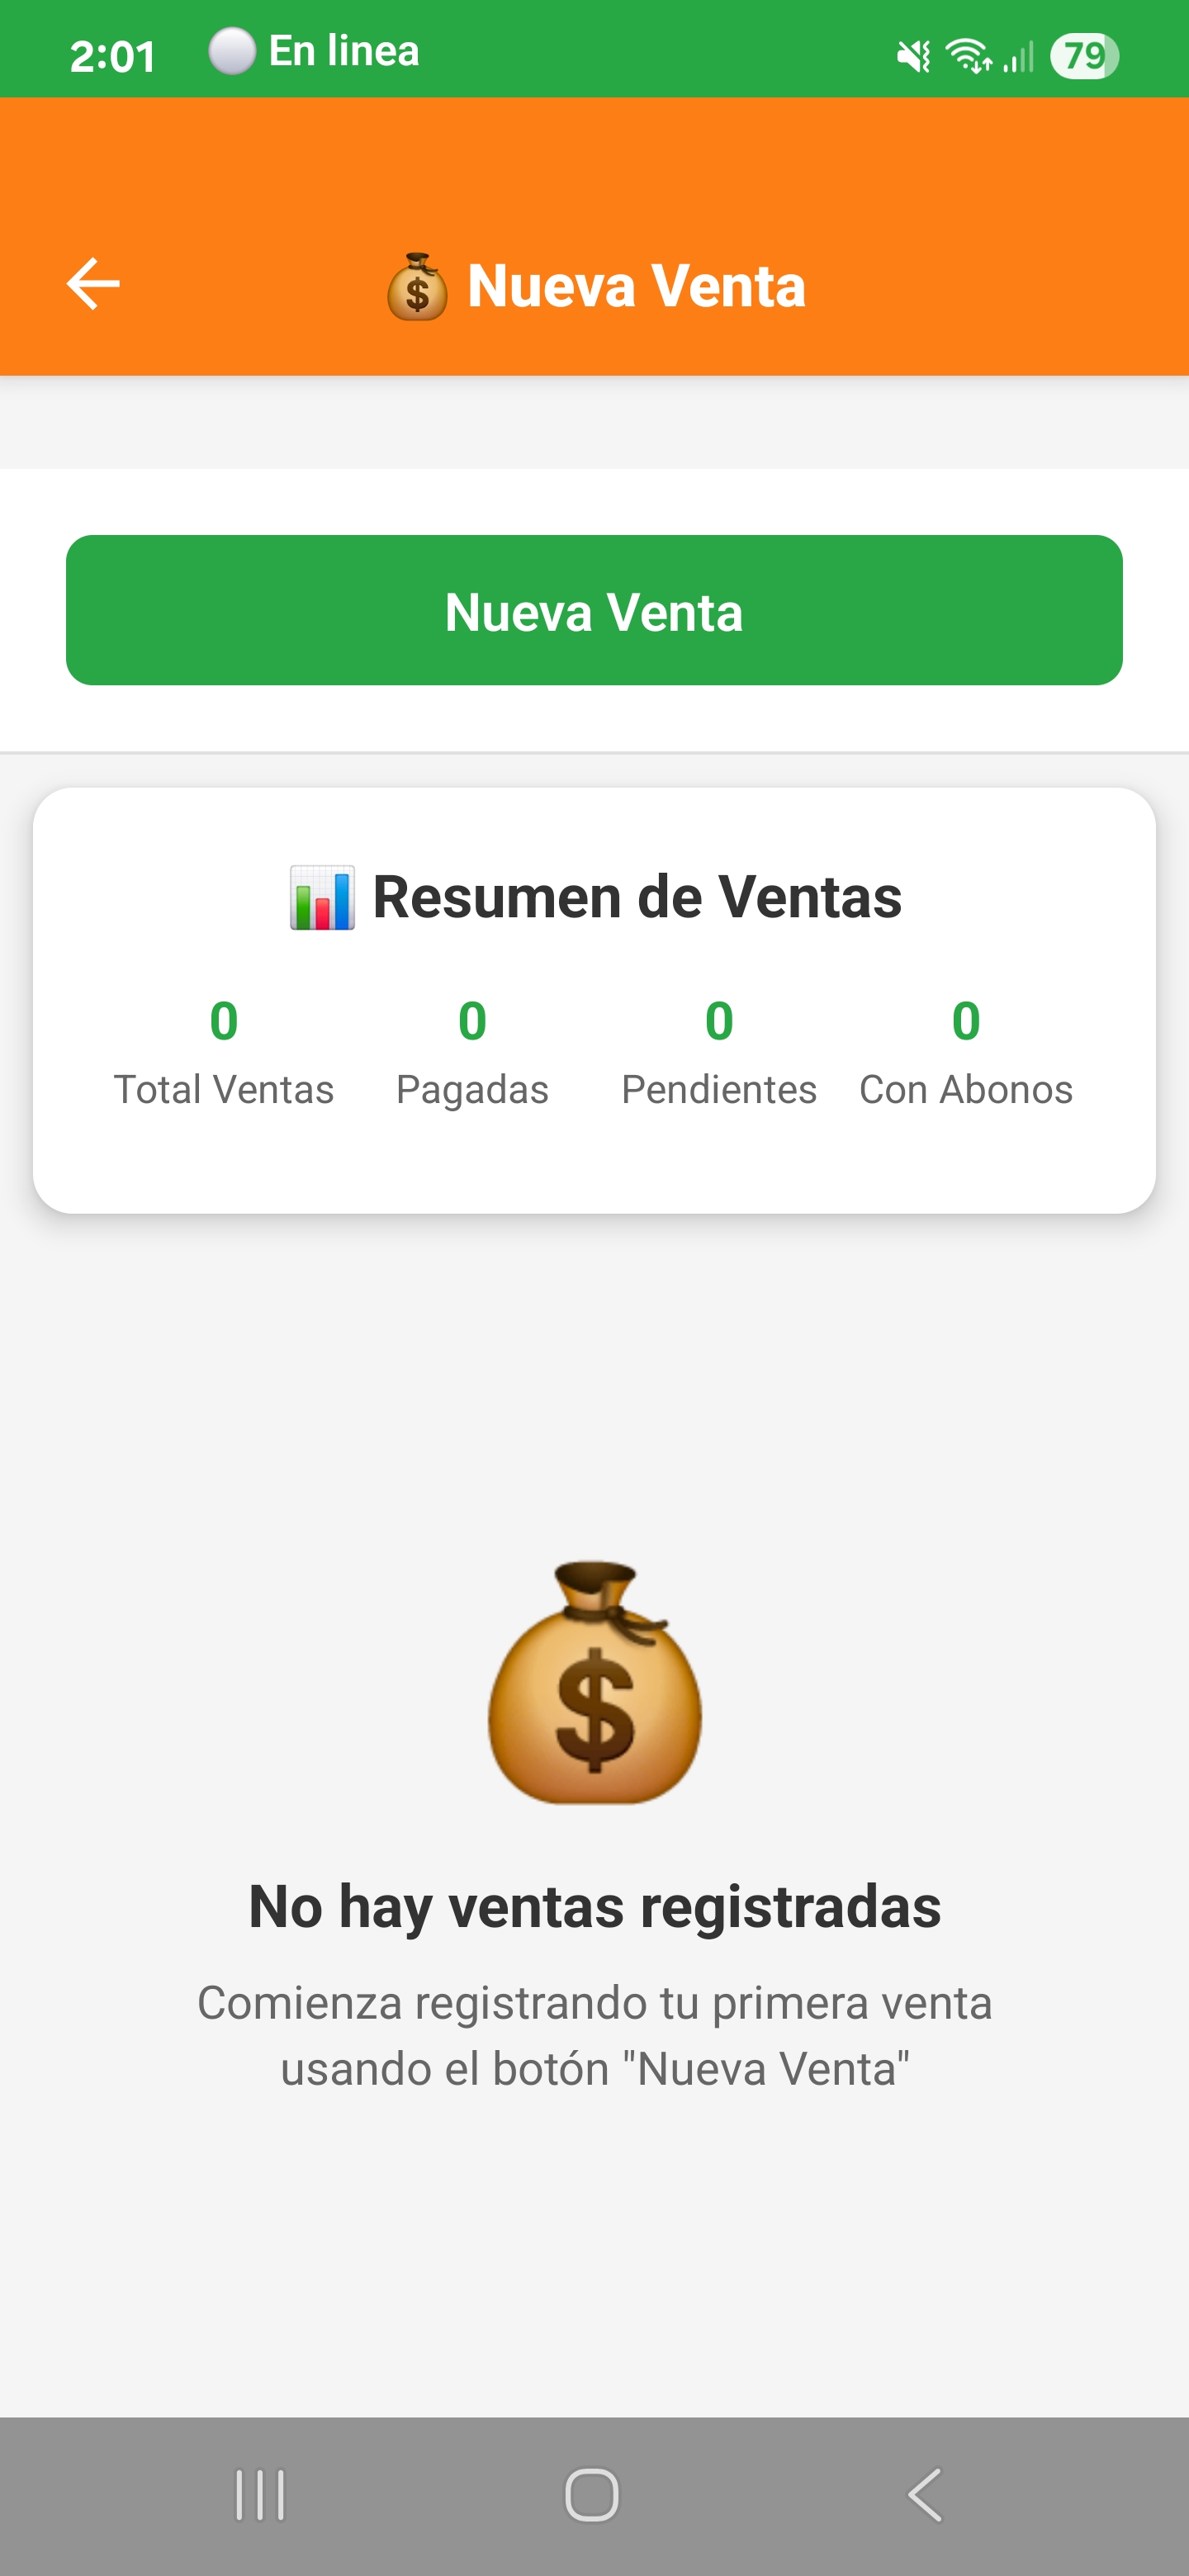 2:01 En linea 79
Nueva Venta
Nueva Venta
Resumen de Ventas
0 0 0 0
Total Ventas Pagadas Pendientes Con Abonos
$
No hay ventas registradas
Comienza registrando tu primera venta
usando el botón "Nueva Venta"